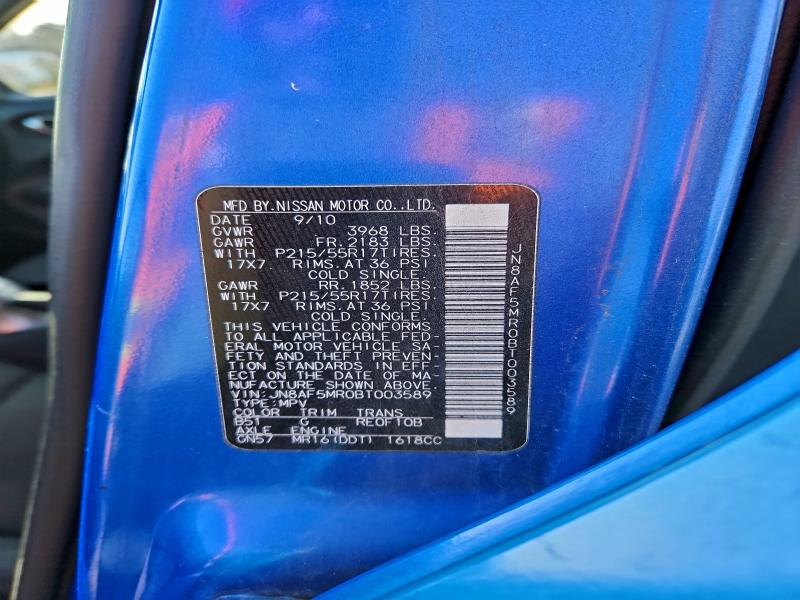 MFD BY.NISSAN MOTOR CO.,LTD.
DATE 9/10
GVWR 3968 LBS.
GAWR FR.2183 LBS.
WITH P215/55R17TIRES.
17X7 RIMS.AT 36 PSI
COLD SINGLE.
GAWR RR.1852 LBS.
WITH P215/55R17TIRES.
17X7 RIMS.AT 36 PSI
COLD SINGLE.
THIS VEHICLE CONFORMS
TO ALL APPLICABLE FED-
ERAL MOTOR VEHICLE SA-
FETY AND THEFT PREVEN-
TION STANDARDS IN EFF-
ECT ON THE DATE OF MA-
NUFACTURE SHOWN ABOVE.
VIN: JN8AF5MR0BT003589
TYPE:MPV
COLOR TRIM TRANS
B51 G RE0F10B
AXLE ENGINE
GN57 MR16(DDT) 1618CC
JN8AF5MR0BT003589